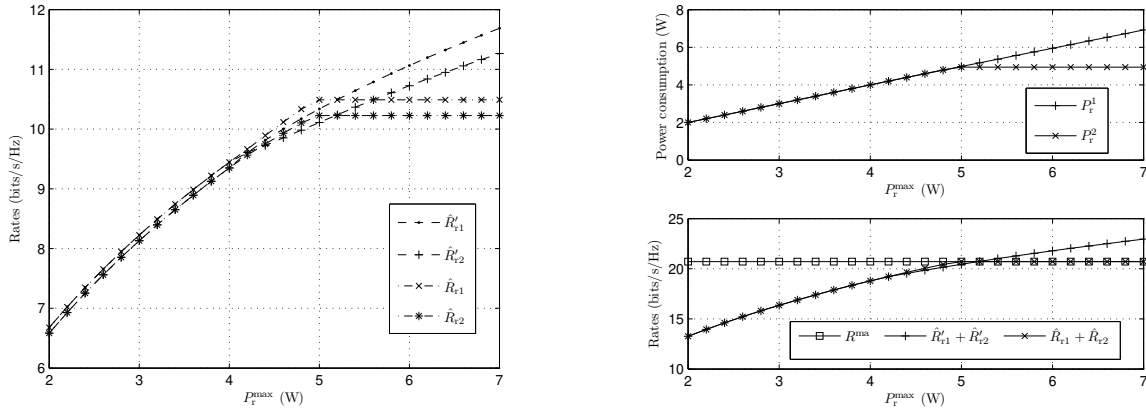 12
11
10
9
8
7
6
Rates (bits/s/Hz)
2 3 4 5 6 7
P_r^max (W)
R̂′_r1
R̂′_r2
R̂_r1
R̂_r2
8
6
4
2
0
Power consumption (W)
2 3 4 5 6 7
P_r^max (W)
P_r^1
P_r^2
25
20
15
10
Rates (bits/s/Hz)
2 3 4 5 6 7
P_r^max (W)
R^ma R̂′_r1 + R̂′_r2 R̂_r1 + R̂_r2